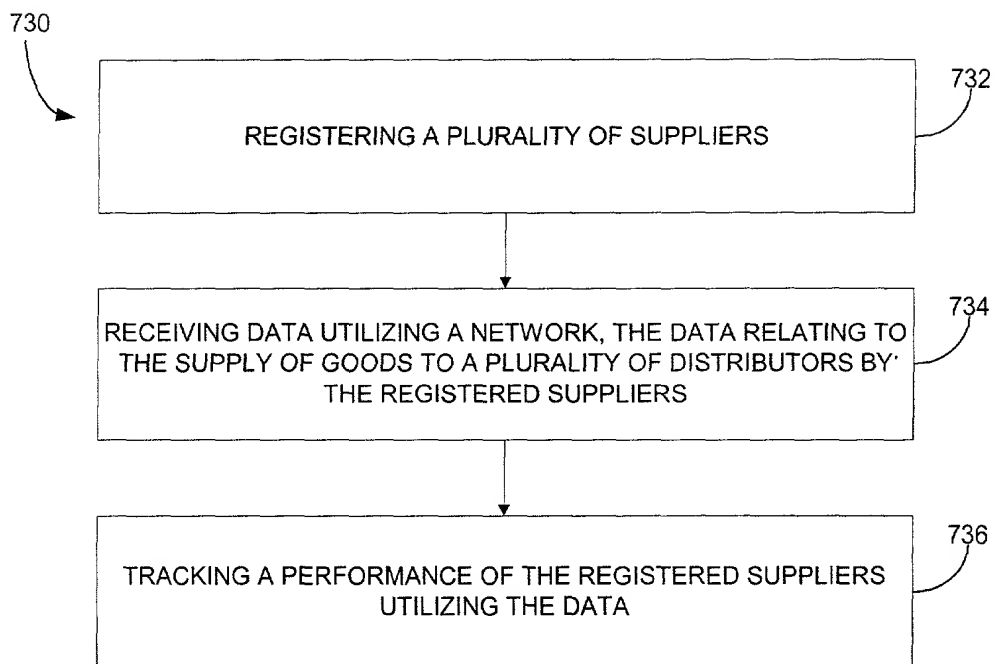 730
732
REGISTERING A PLURALITY OF SUPPLIERS
734
RECEIVING DATA UTILIZING A NETWORK, THE DATA RELATING TO
THE SUPPLY OF GOODS TO A PLURALITY OF DISTRIBUTORS BY
THE REGISTERED SUPPLIERS
736
TRACKING A PERFORMANCE OF THE REGISTERED SUPPLIERS
UTILIZING THE DATA